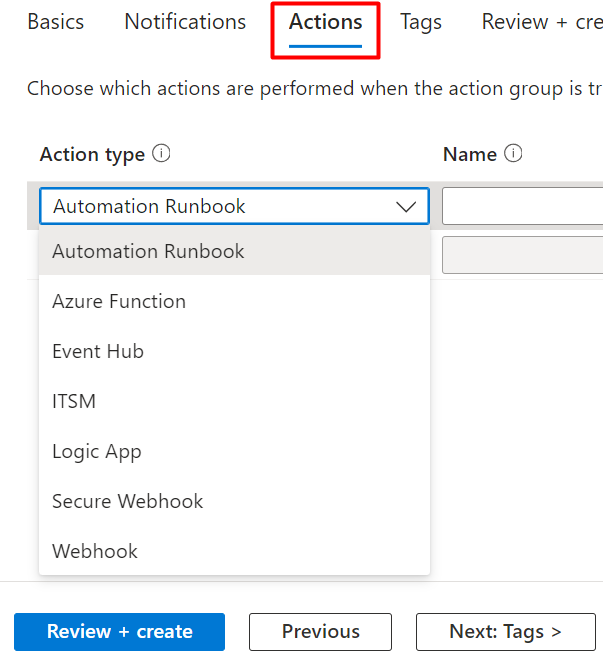 Basics Notifications Actions Tags Review + cre
Choose which actions are performed when the action group is tr
Action type Name
Automation Runbook
Automation Runbook
Azure Function
Event Hub
ITSM
Logic App
Secure Webhook
Webhook
Review + create Previous Next: Tags >